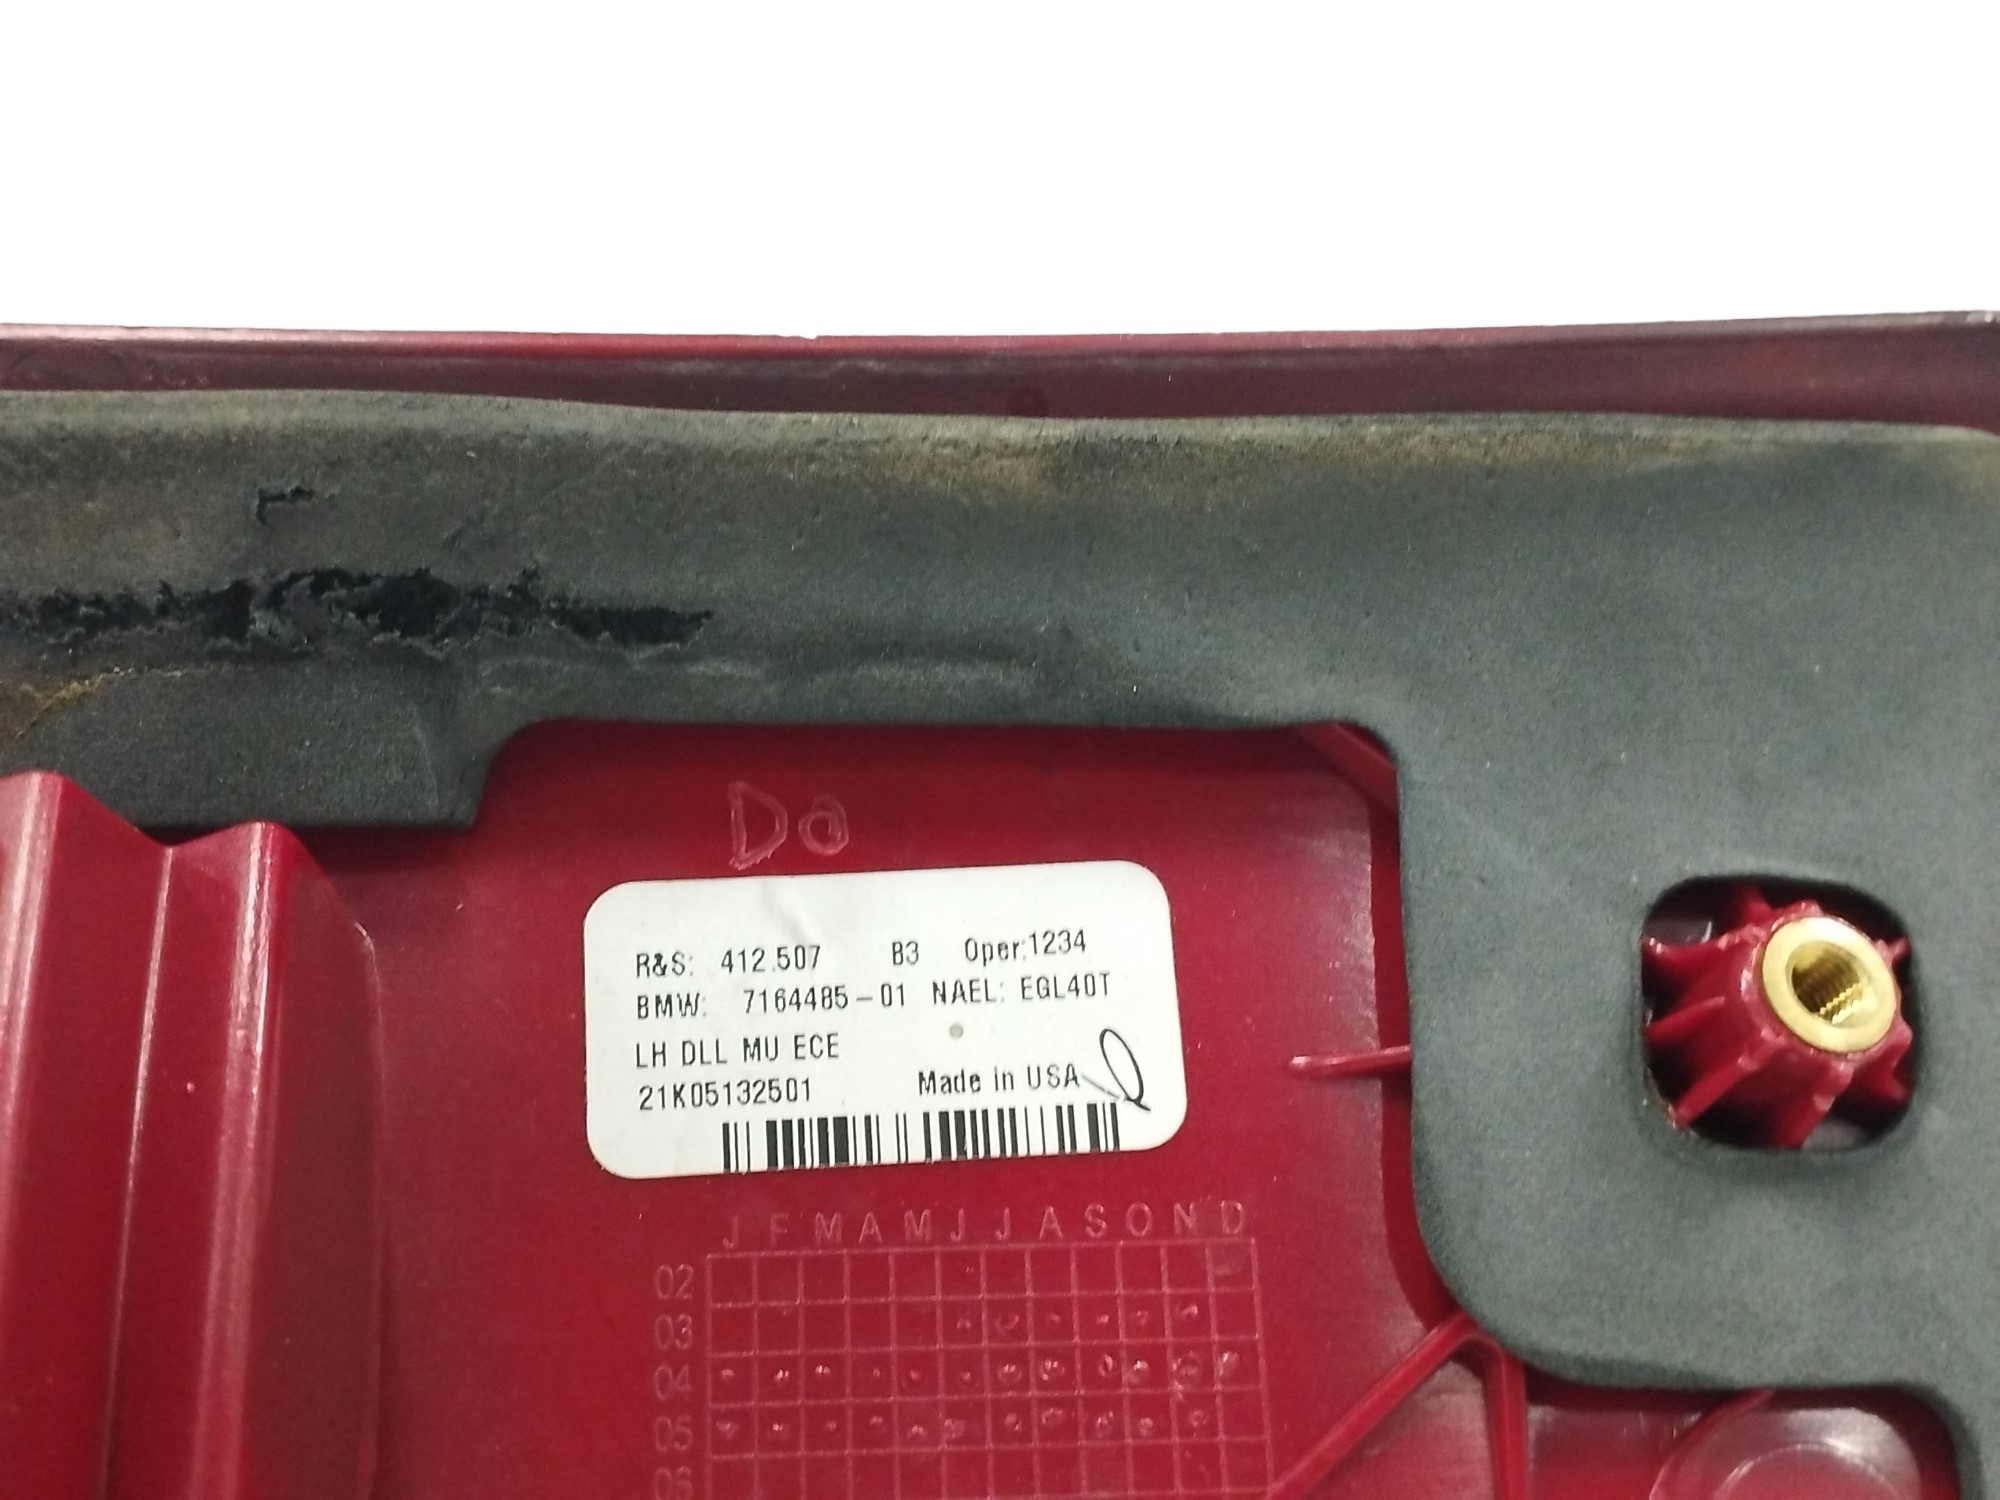 Do
R&S: 412.507 B3 Oper:1234
BMW: 7164485-01 NAEL: EGL40T
LH DLL MU ECE
21K05132501 Made in USA
J F M A M J J A S O N D
02
03
04
05
06